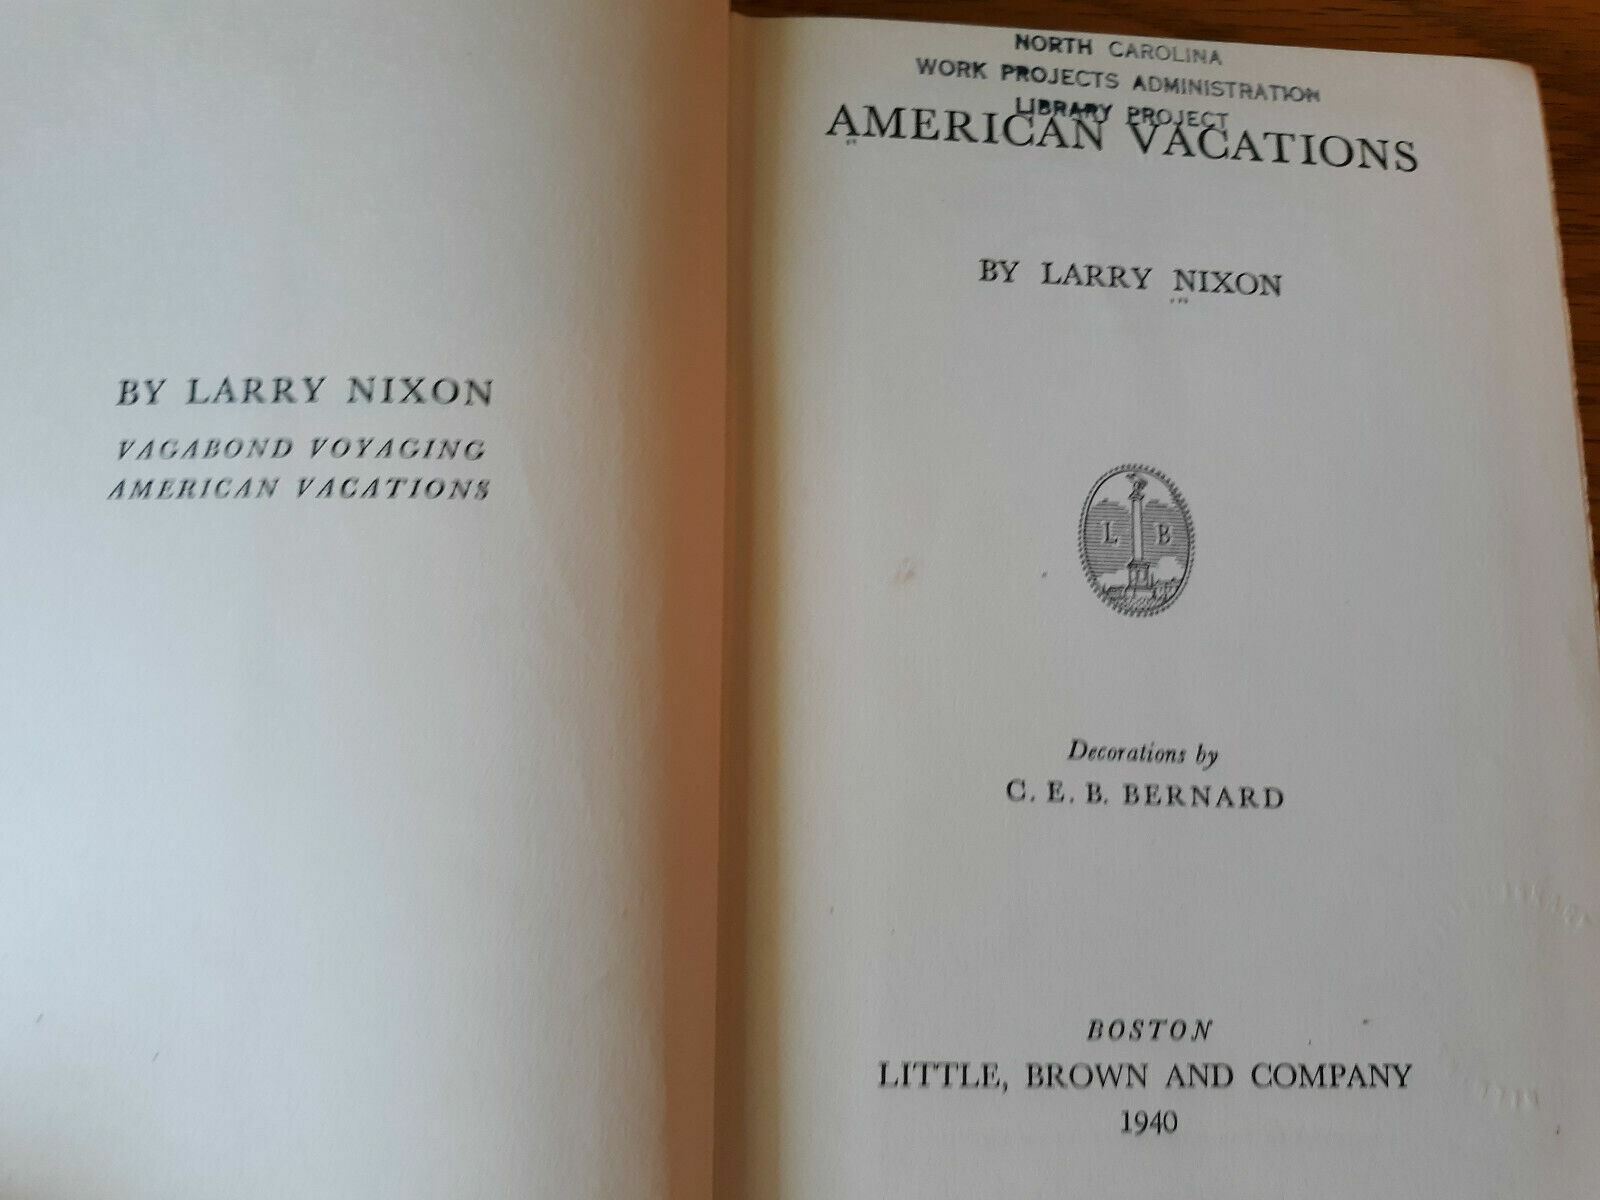 BY LARRY NIXON
VAGABOND VOYAGING
AMERICAN VACATIONS
NORTH CAROLINA
WORK PROJECTS ADMINISTRATION
LIBRARY PROJECT
AMERICAN VACATIONS
BY LARRY NIXON
L B
Decorations by
C. E. B. BERNARD
BOSTON
LITTLE, BROWN AND COMPANY
1940